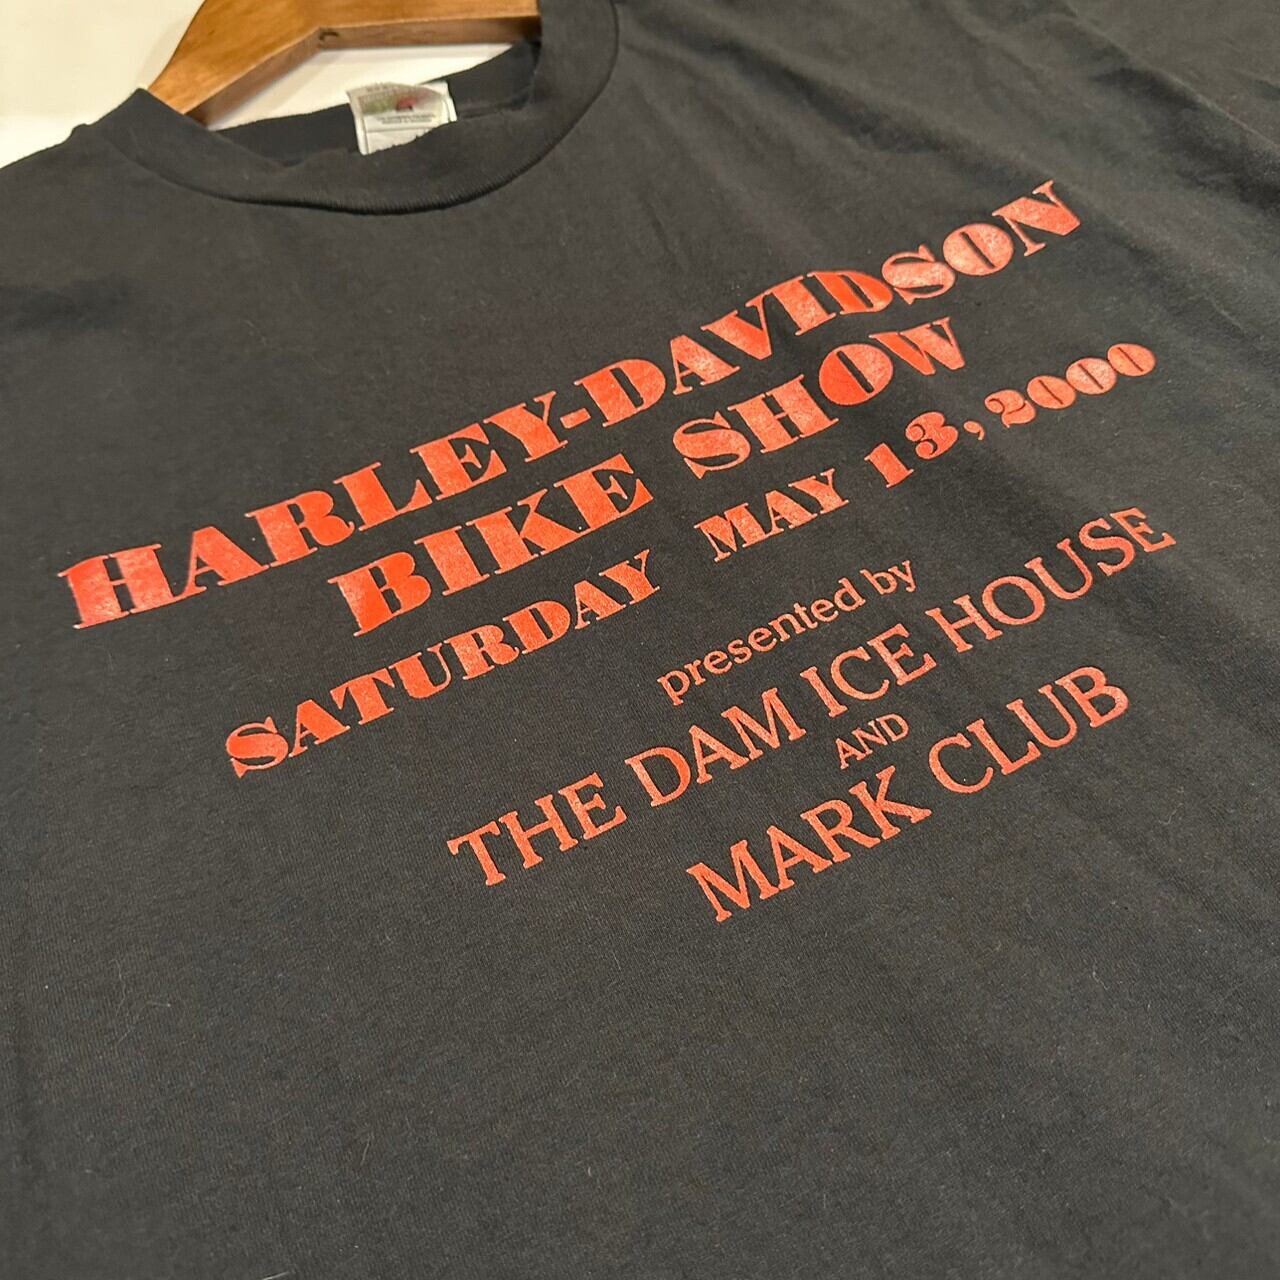 HARLEY-DAVIDSON
BIKE SHOW
SATURDAY MAY 13, 2000
presented by
THE DAM ICE HOUSE
AND
MARK CLUB